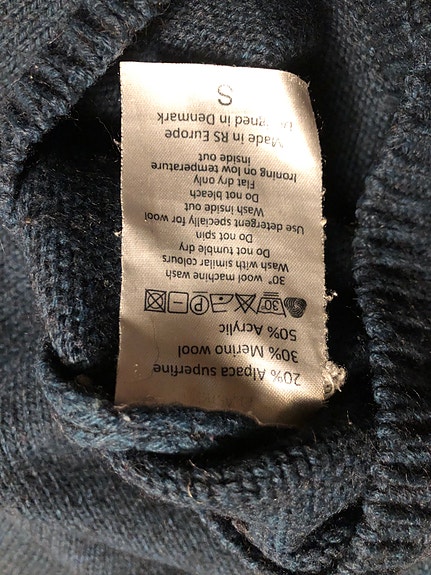 20% Alpaca superfine
30% Merino wool
50% Acrylic
30°
P
30° wool machine wash
Wash with similar colours
Do not tumble dry
Do not spin
Use detergent specially for wool
Wash inside out
Do not bleach
Flat dry only
Ironing on low temperature
inside out
Made in RS Europe
Designed in Denmark
S